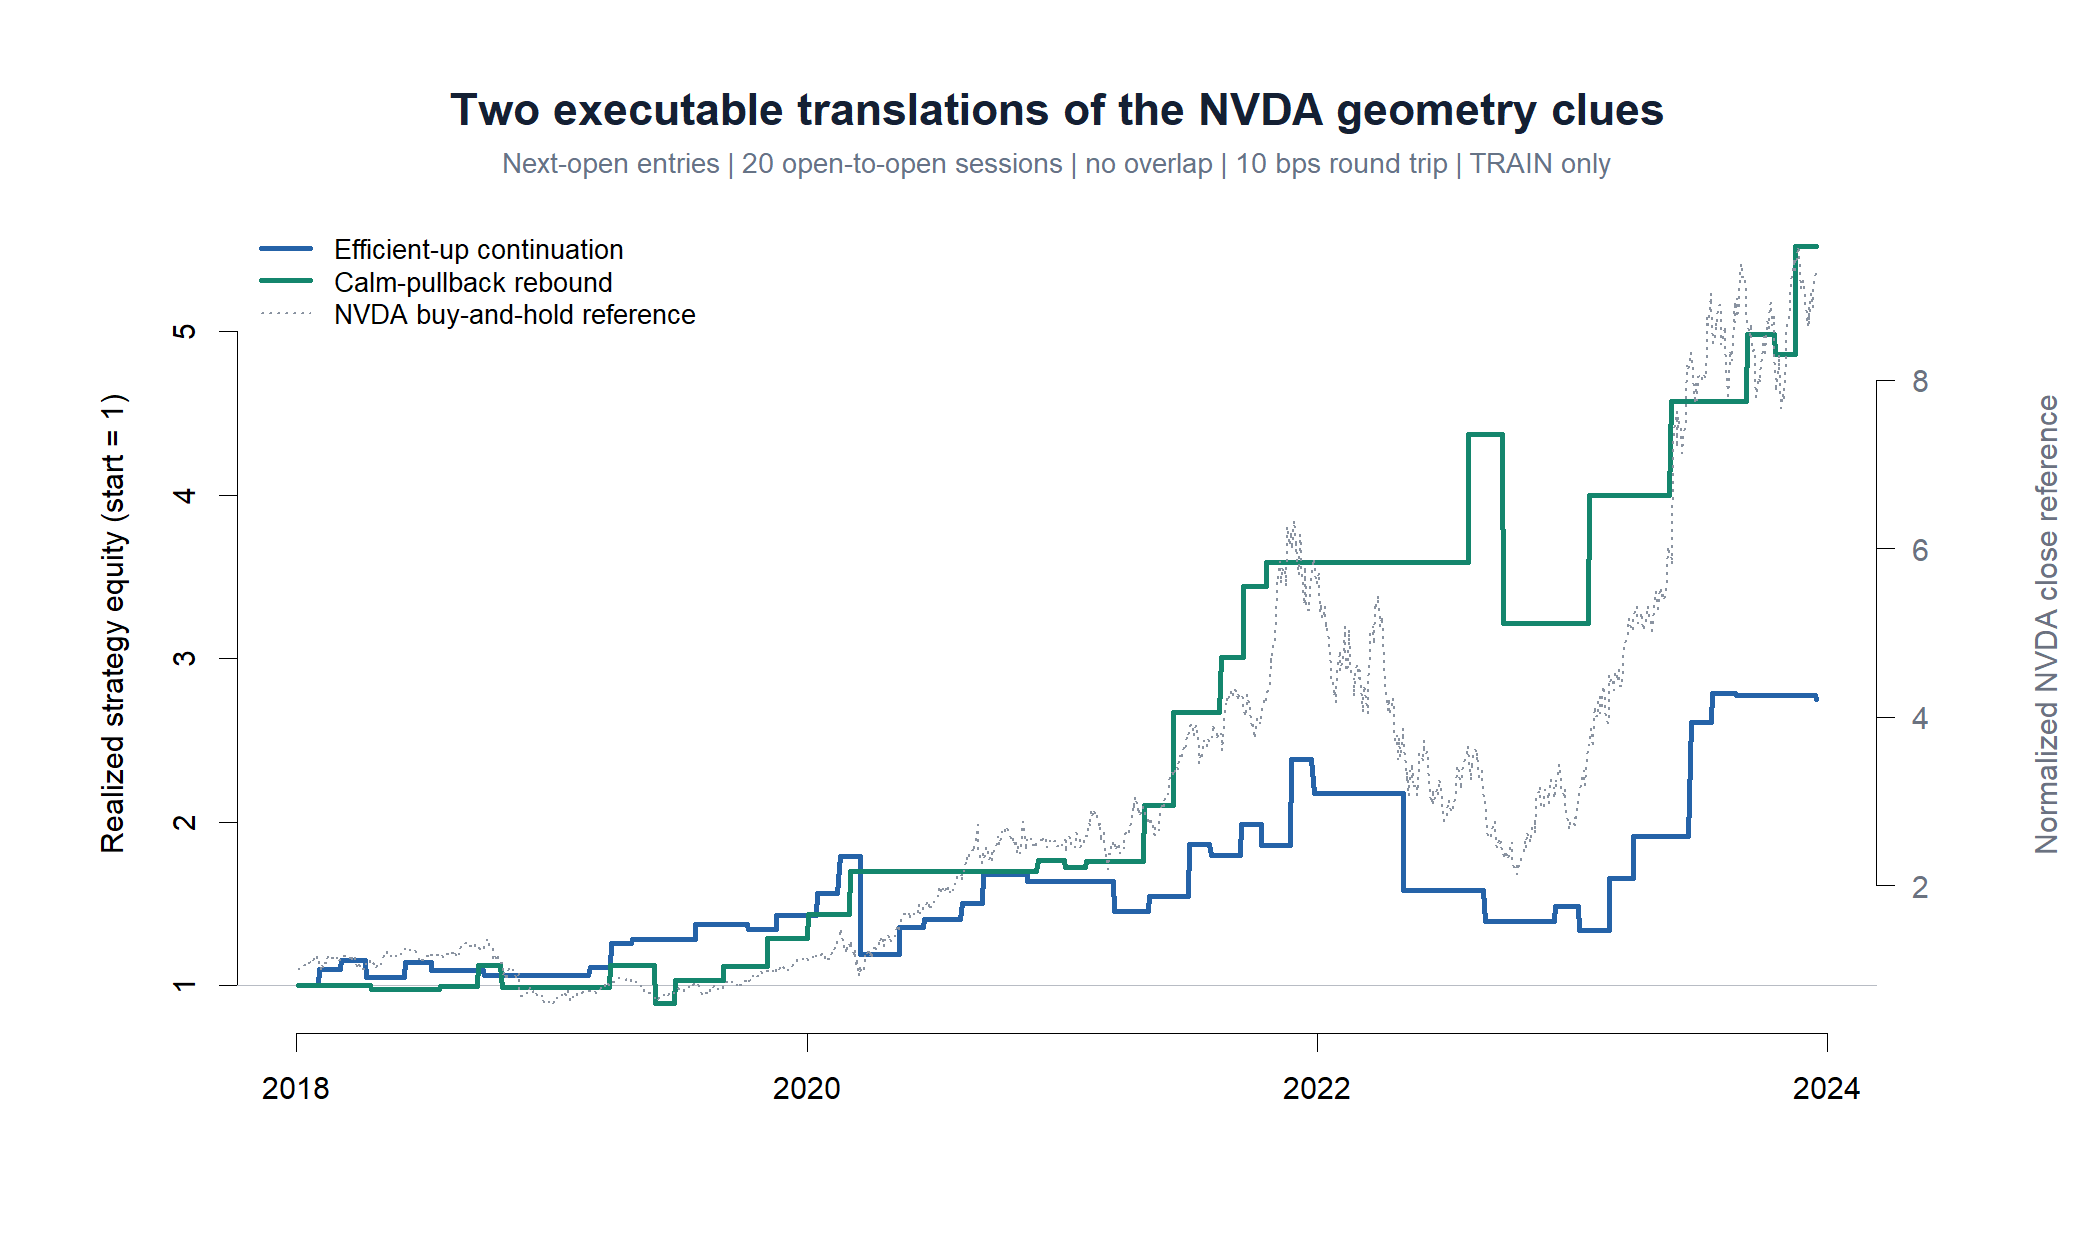 Two executable translations of the NVDA geometry clues
Next-open entries | 20 open-to-open sessions | no overlap | 10 bps round trip | TRAIN only
Efficient-up continuation
Calm-pullback rebound
NVDA buy-and-hold reference
Realized strategy equity (start = 1)
5
4
3
2
1
8
6
4
2
Normalized NVDA close reference
2018
2020
2022
2024